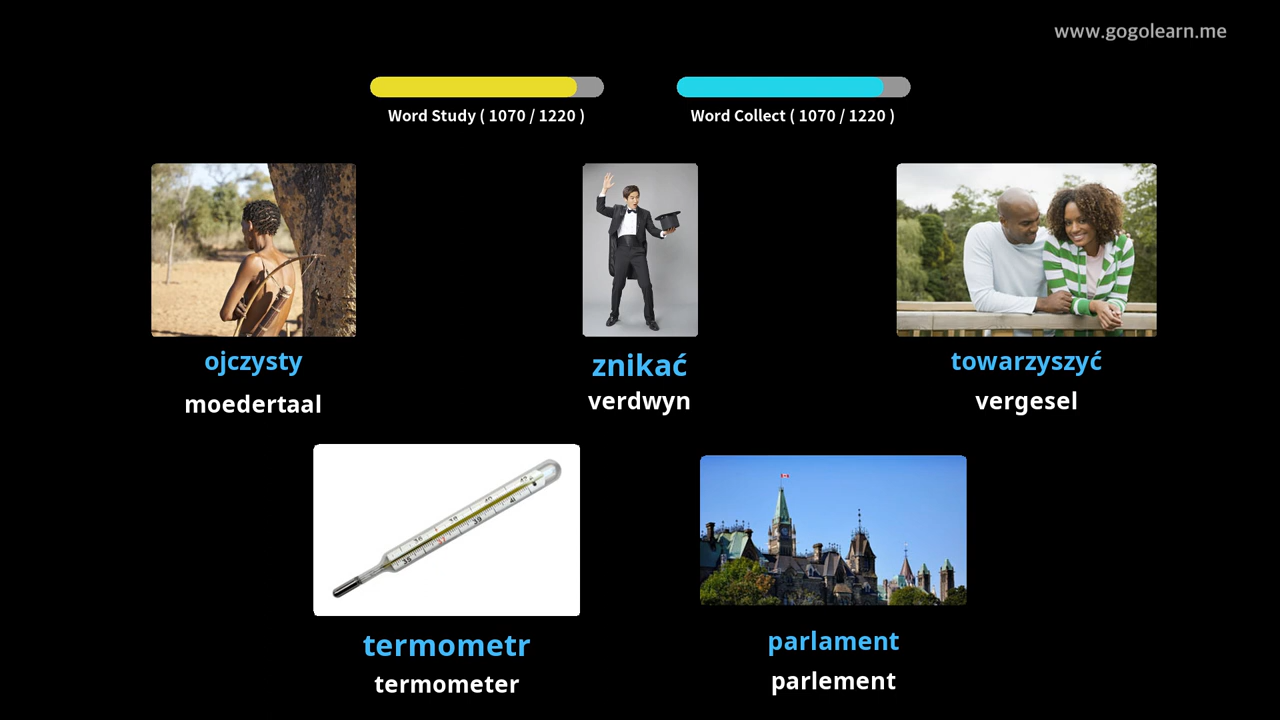 www.gogolearn.me
Word Study ( 1070 / 1220 )
Word Collect ( 1070 / 1220 )
ojczysty
moedertaal
znikać
verdwyn
towarzyszyć
vergesel
termometr
termometer
parlament
parlement